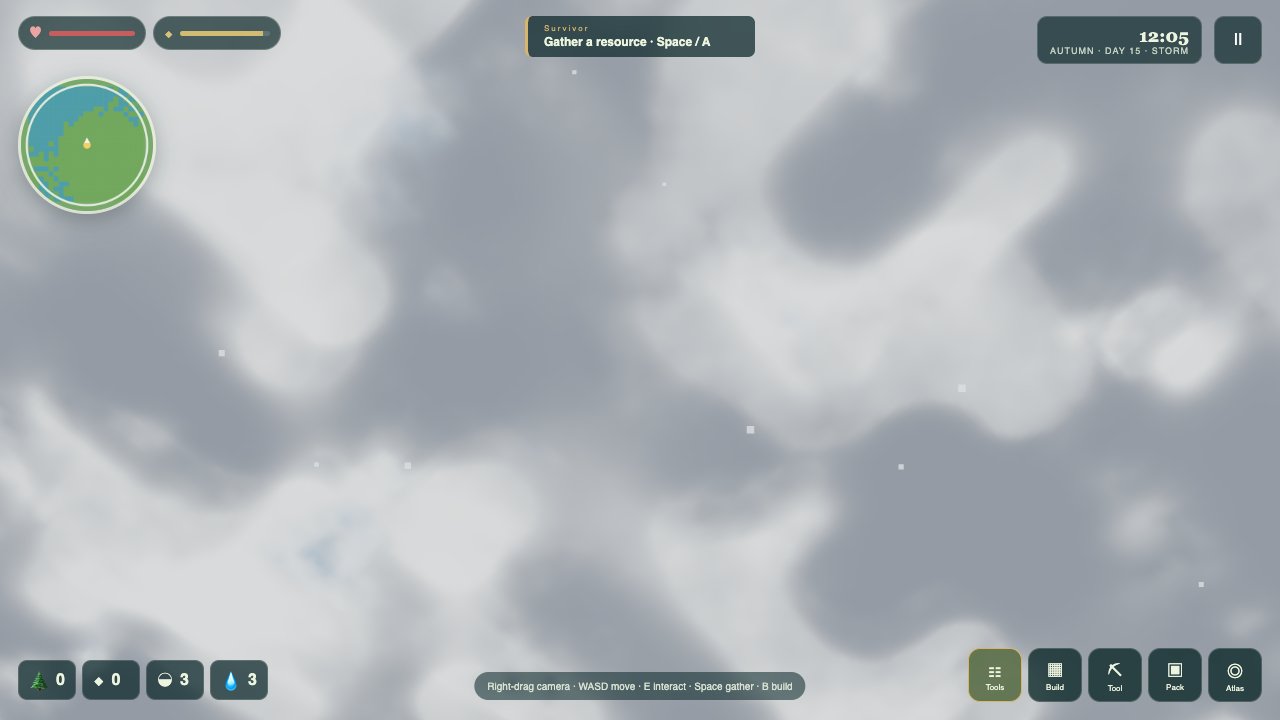 Survivor
Gather a resource · Space / A
12:05
AUTUMN · DAY 15 · STORM
0
0
3
3
Right-drag camera · WASD move · E interact · Space gather · B build
Tools
Build
Tool
Pack
Atlas